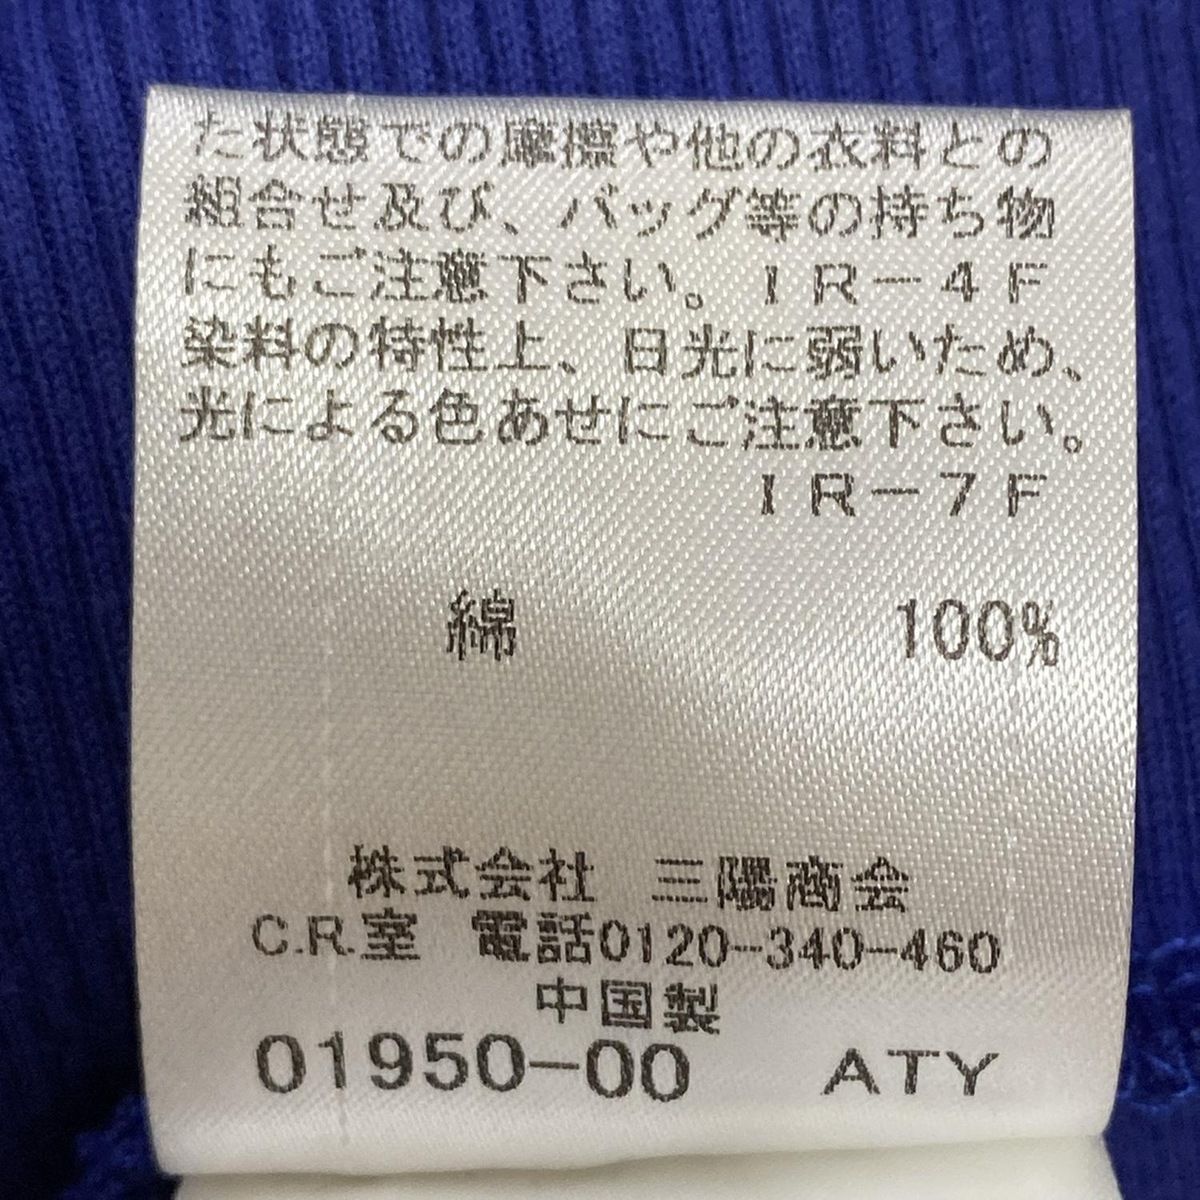 た状態での摩擦や他の衣料との
組合せ及び、バッグ等の持ち物
にもご注意下さい。IR-4F
染料の特性上、日光に弱いため、
光による色あせにご注意下さい。
IR-7F
綿 100%
株式会社 三陽商会
C.R.室 電話0120-340-460
中国製
01950-00 ATY